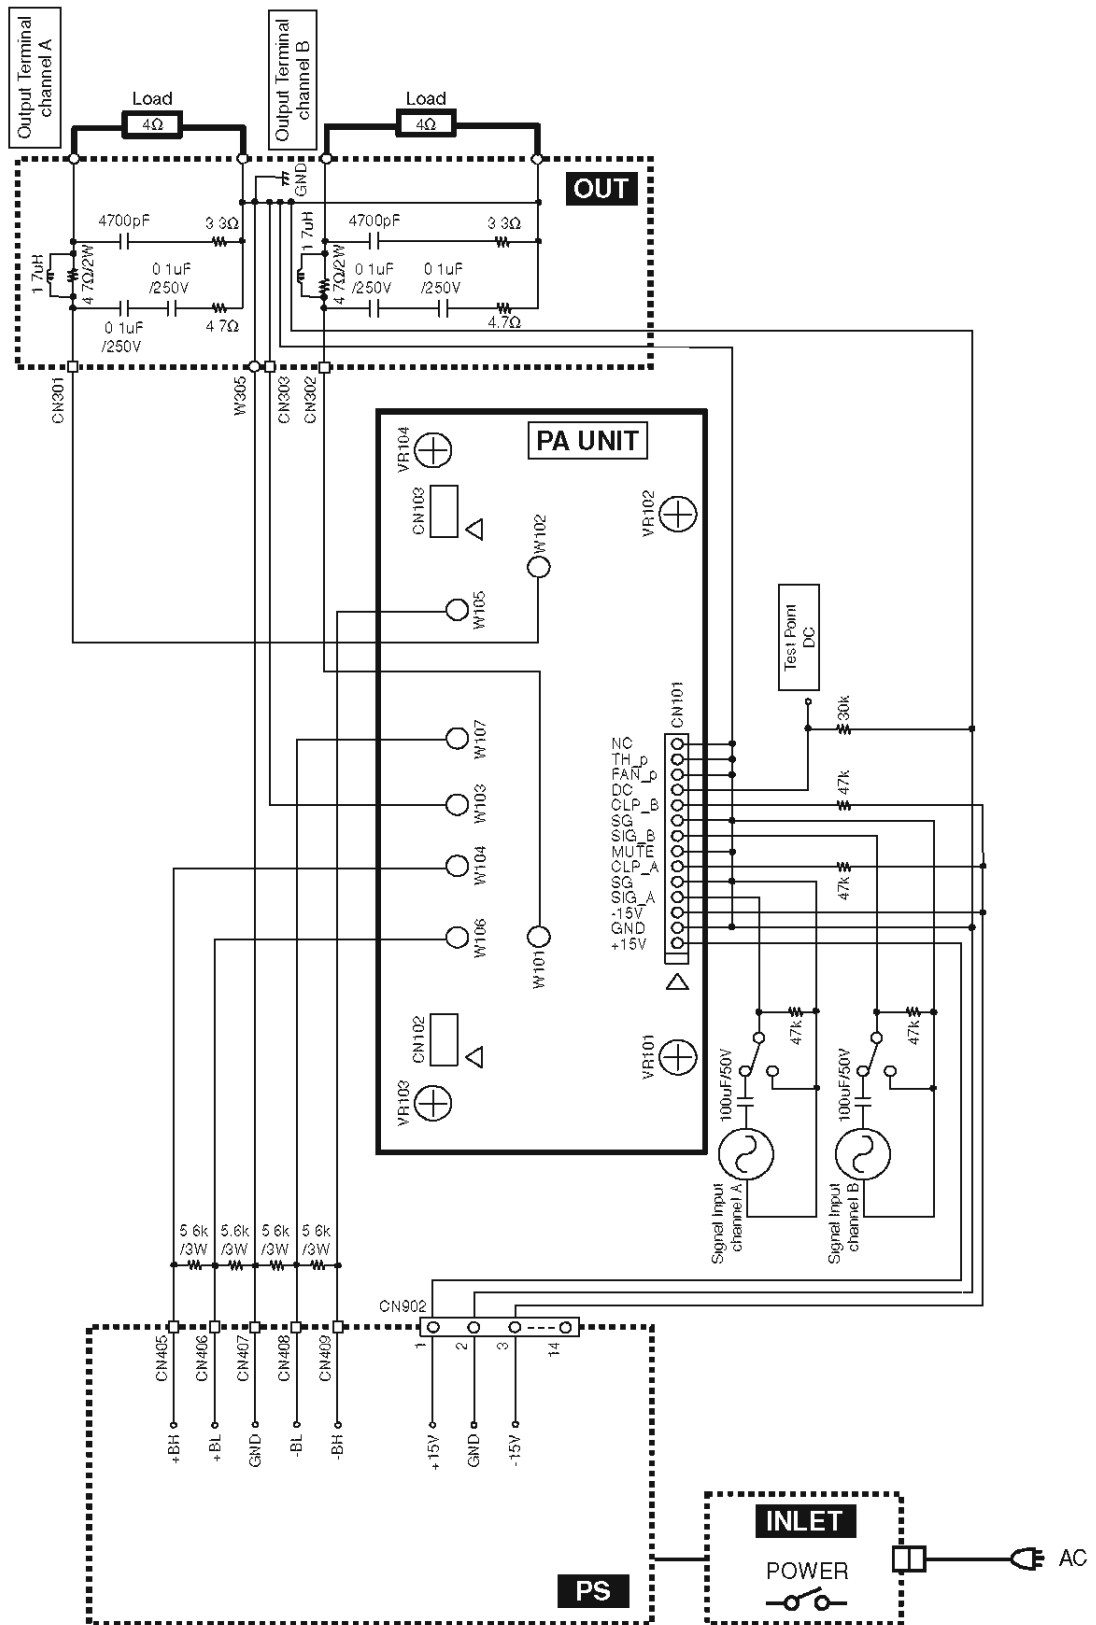 Output Terminal
channel A
Load
4Ω
Output Terminal
channel B
Load
4Ω
OUT
GND
4700pF
3 3Ω
1 7uH
4 7Ω/2W
0 1uF
/250V
0 1uF
/250V
4 7Ω
1 7uH
4700pF
3 3Ω
4 7Ω/2W
0 1uF
/250V
0 1uF
/250V
4.7Ω
CN301
W305
CN303
CN302
PA UNIT
VR104
CN103
VR102
W102
W105
W107
W103
W104
W106
W101
CN102
VR103
VR101
CN101
NC
TH_p
FAN_p
DC
CLP_B
SG
SIG_B
MUTE
CLP_A
SG
SIG_A
-15V
GND
+15V
Test Point
DC
30k
47k
47k
47k
47k
100uF/50V
100uF/50V
Signal Input
channel A
Signal Input
channel B
5 6k
/3W
5.6k
/3W
5 6k
/3W
5 6k
/3W
CN902
1
2
3
14
CN405
CN406
CN407
CN408
CN409
+BH
+BL
GND
-BL
-BH
+15V
GND
-15V
PS
INLET
POWER
AC